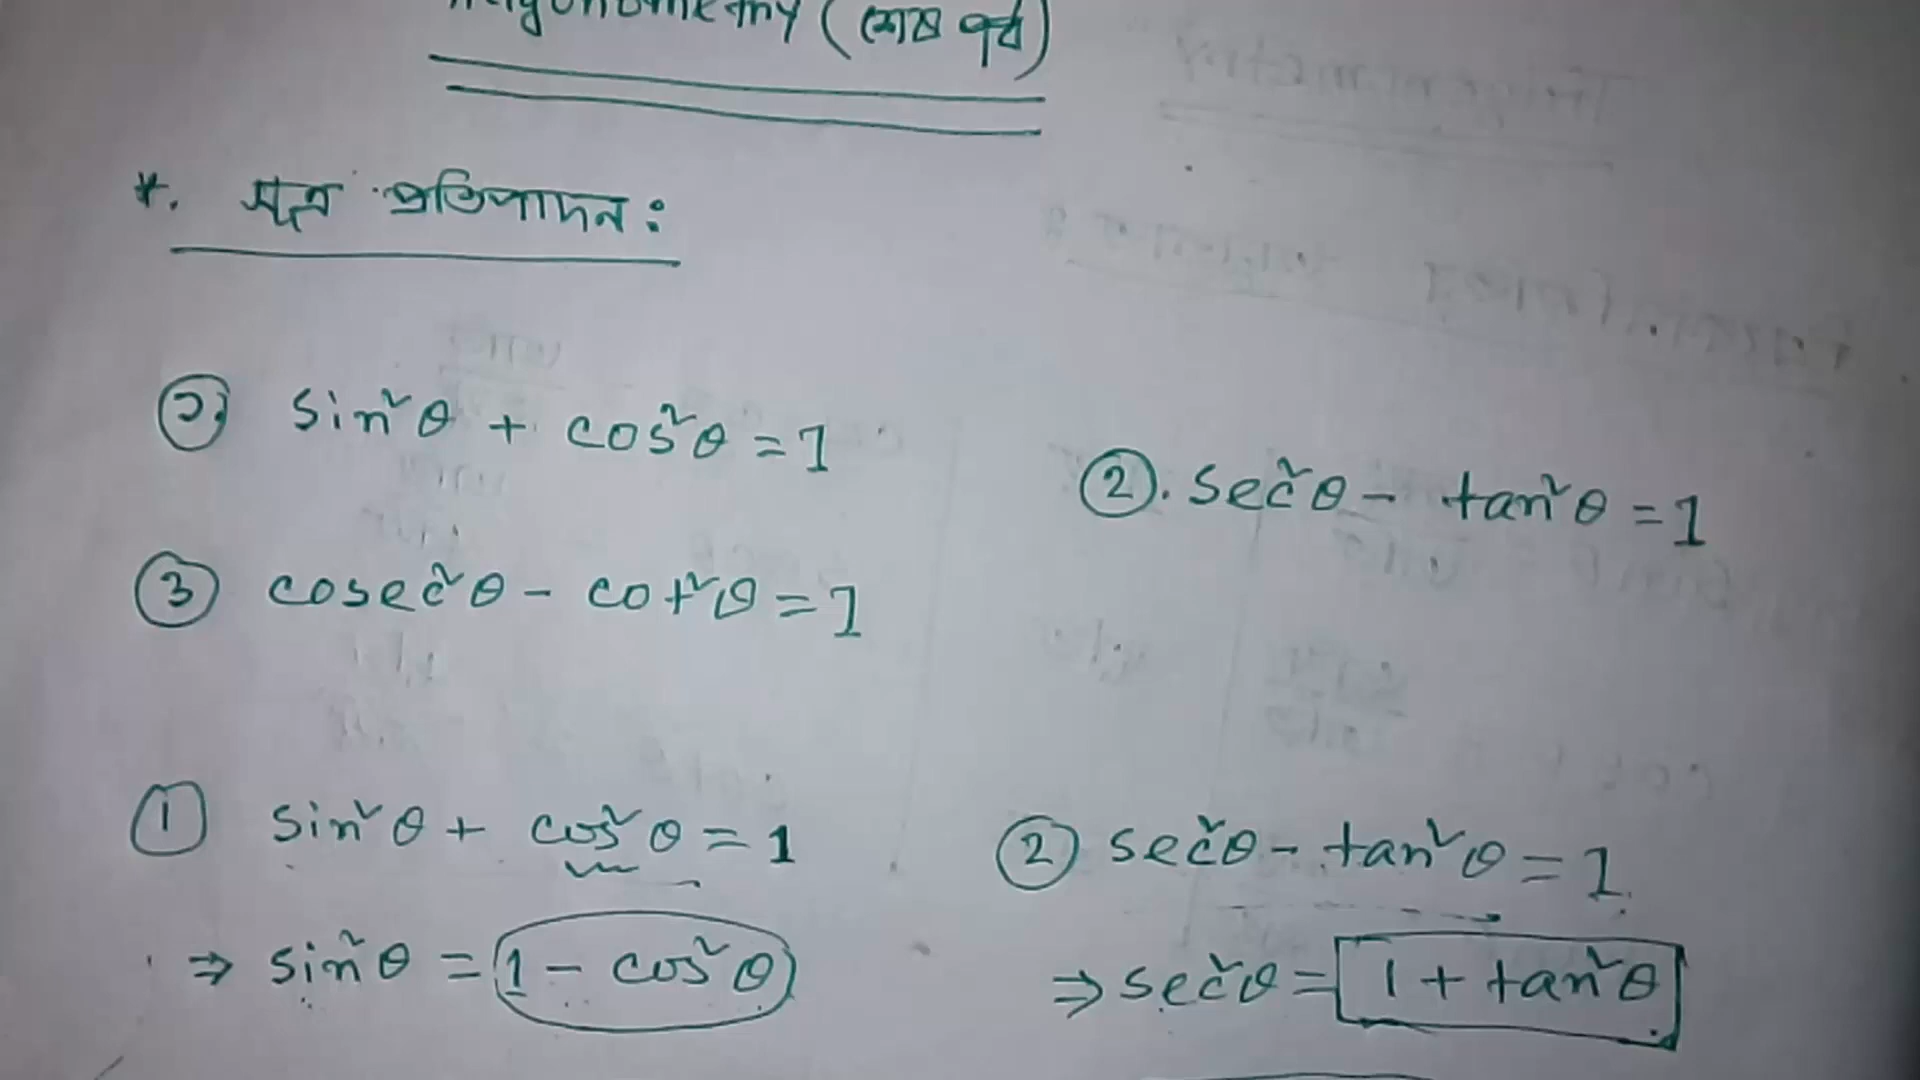 Trigonometry (শেষ পর্ব)
*. সূত্র প্রতিপাদন:
১. sin²θ + cos²θ = 1
②. sec²θ - tan²θ = 1
③ cosec²θ - cot²θ = 1
① sin²θ + cos²θ = 1
② sec²θ - tan²θ = 1
⇒ sin²θ = 1 - cos²θ
⇒ sec²θ = 1 + tan²θ